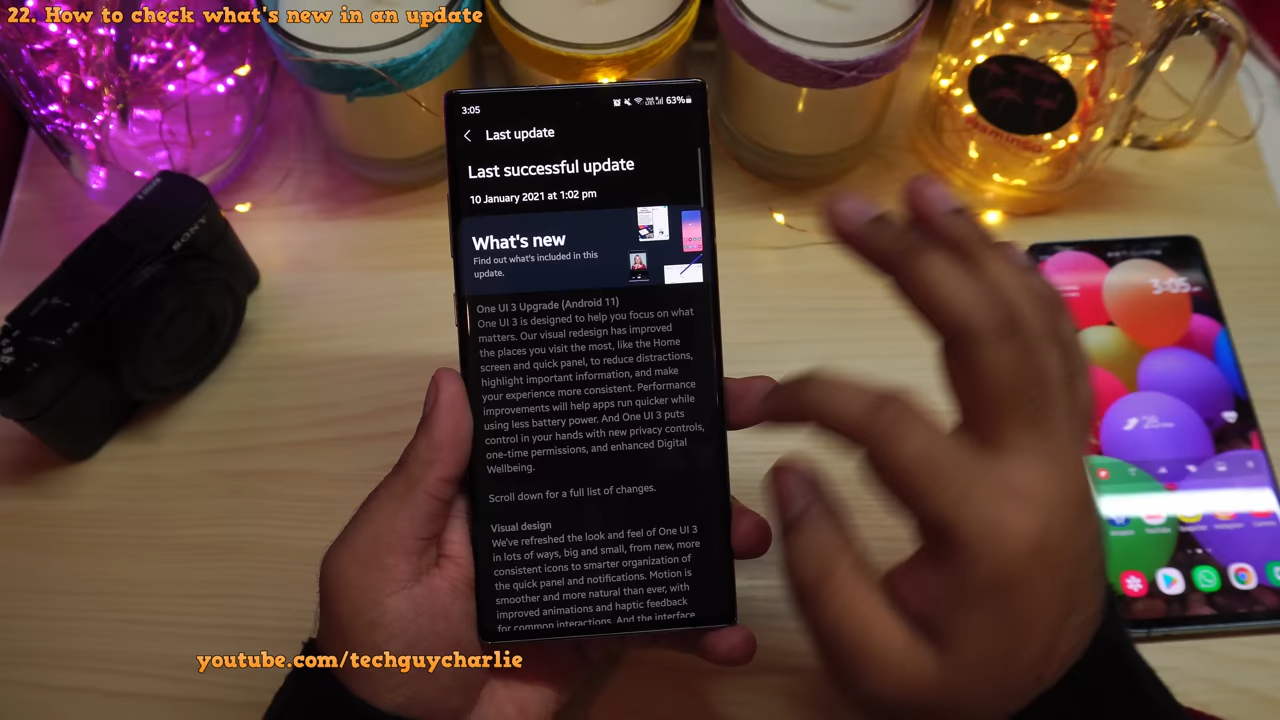 22. How to check what's new in an update
3:05
63%
Last update
Last successful update
10 January 2021 at 1:02 pm
What's new
Find out what's included in this
update.
One UI 3 Upgrade (Android 11)
One UI 3 is designed to help you focus on what
matters. Our visual redesign has improved
the places you visit the most, like the Home
screen and quick panel, to reduce distractions,
highlight important information, and make
your experience more consistent. Performance
improvements will help apps run quicker while
using less battery power. And One UI 3 puts
control in your hands with new privacy controls,
one-time permissions, and enhanced Digital
Wellbeing.
Scroll down for a full list of changes.
Visual design
We've refreshed the look and feel of One UI 3
in lots of ways, big and small, from new, more
consistent icons to smarter organization of
the quick panel and notifications. Motion is
smoother and more natural than ever, with
improved animations and haptic feedback
for common interactions. And the interface
SONY
3:05
youtube.com/techguycharlie